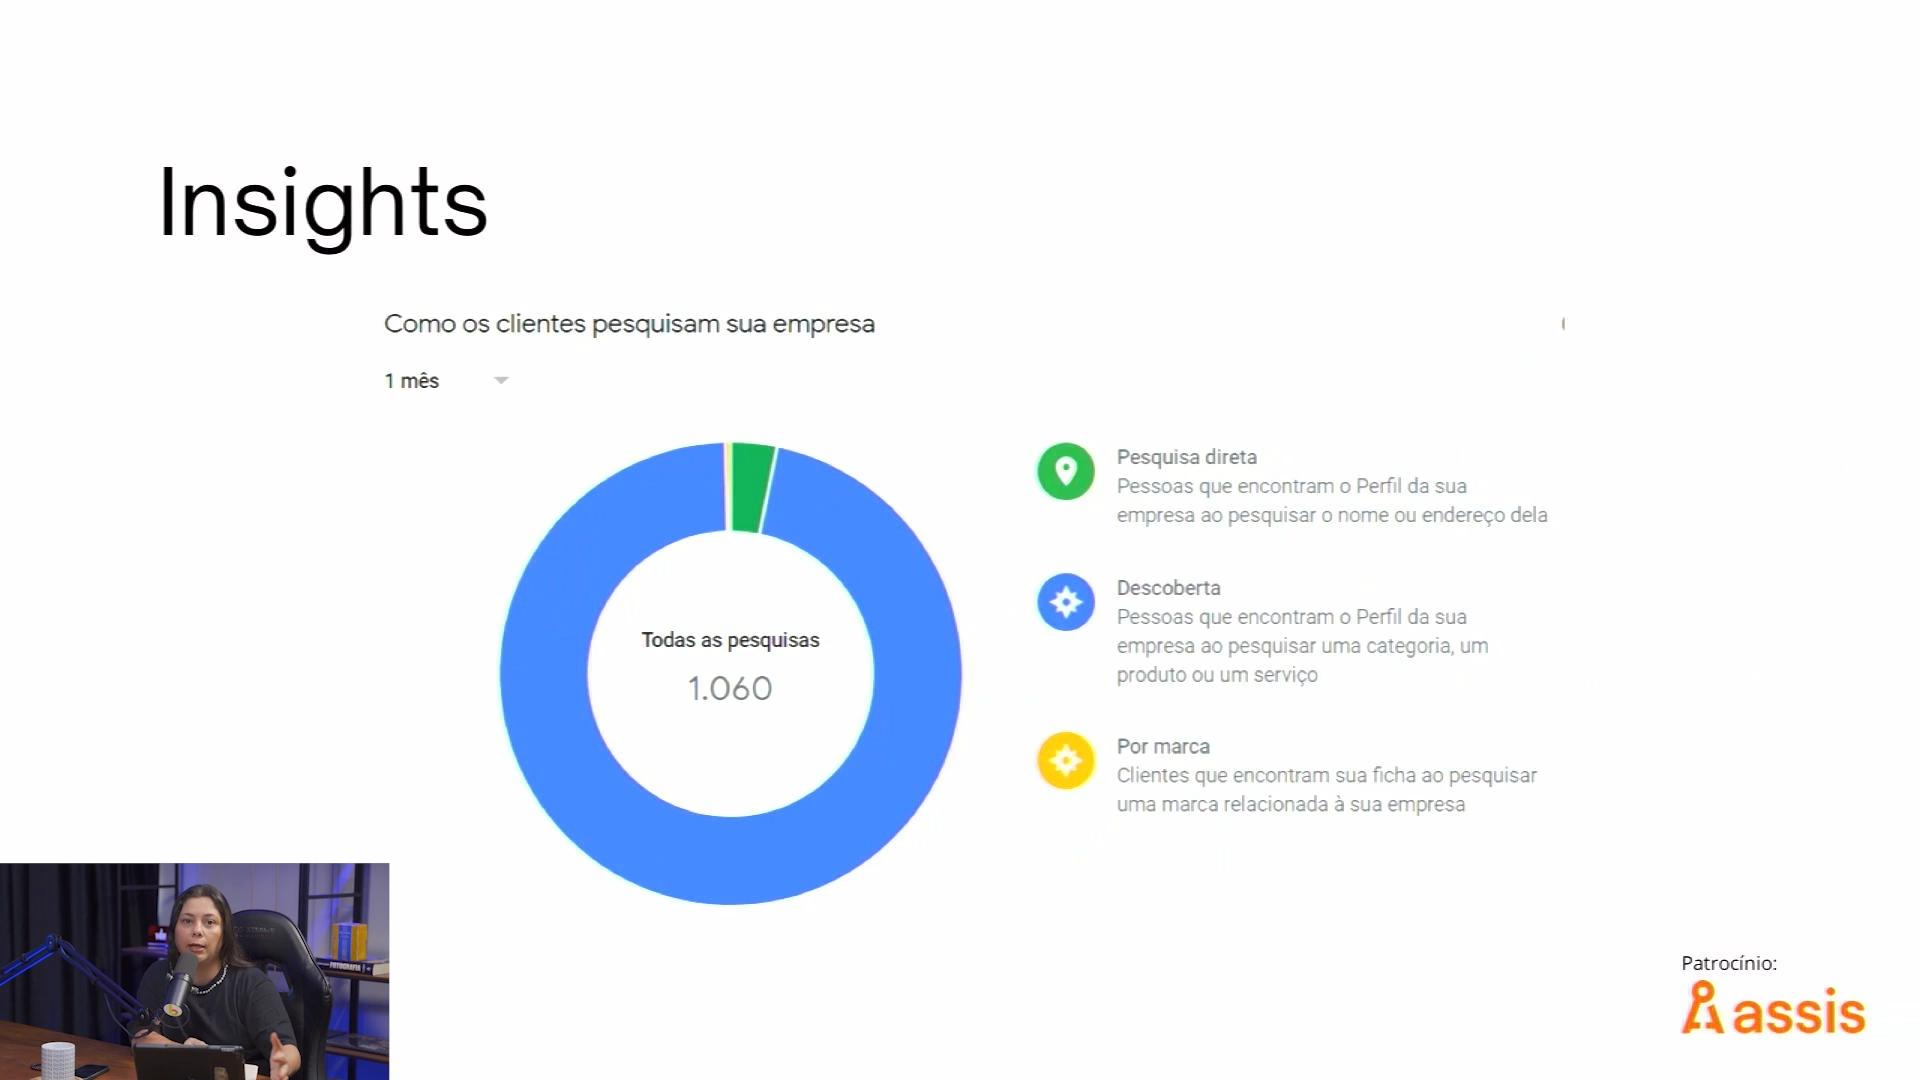 Insights
Como os clientes pesquisam sua empresa
1 mês
Todas as pesquisas
1.060
Pesquisa direta
Pessoas que encontram o Perfil da sua
empresa ao pesquisar o nome ou endereço dela
Descoberta
Pessoas que encontram o Perfil da sua
empresa ao pesquisar uma categoria, um
produto ou um serviço
Por marca
Clientes que encontram sua ficha ao pesquisar
uma marca relacionada à sua empresa
FOTOGRAFIA
Patrocínio:
assis